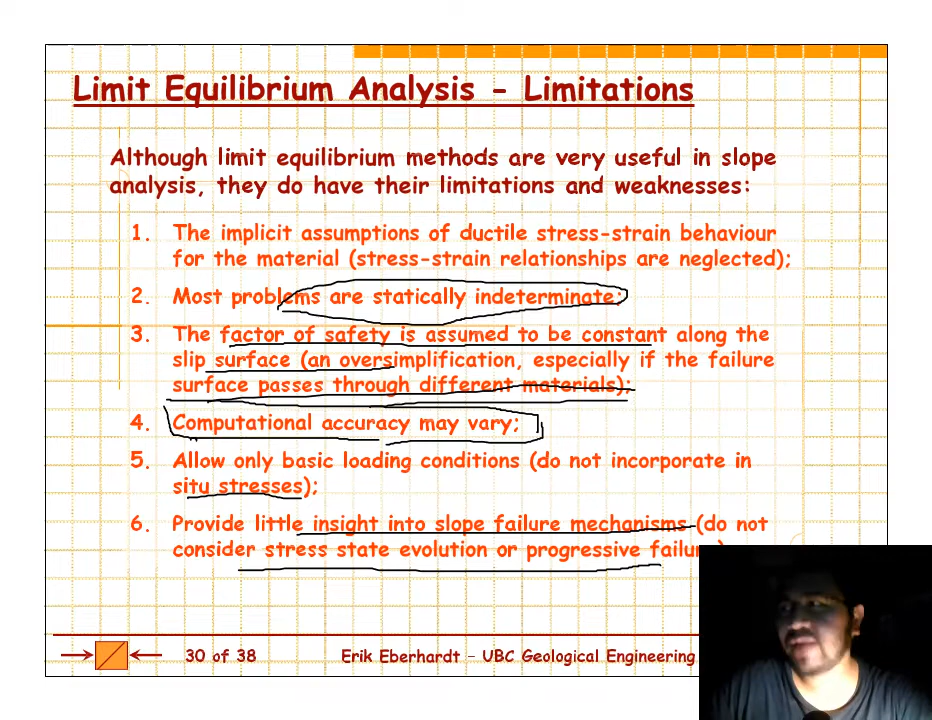 Limit Equilibrium Analysis - Limitations
Although limit equilibrium methods are very useful in slope
analysis, they do have their limitations and weaknesses:
1. The implicit assumptions of ductile stress-strain behaviour
for the material (stress-strain relationships are neglected);
2. Most problems are statically indeterminate;
3. The factor of safety is assumed to be constant along the
slip surface (an oversimplification, especially if the failure
surface passes through different materials);
4. Computational accuracy may vary;
5. Allow only basic loading conditions (do not incorporate in
situ stresses);
6. Provide little insight into slope failure mechanisms (do not
consider stress state evolution or progressive failure)
30 of 38
Erik Eberhardt – UBC Geological Engineering